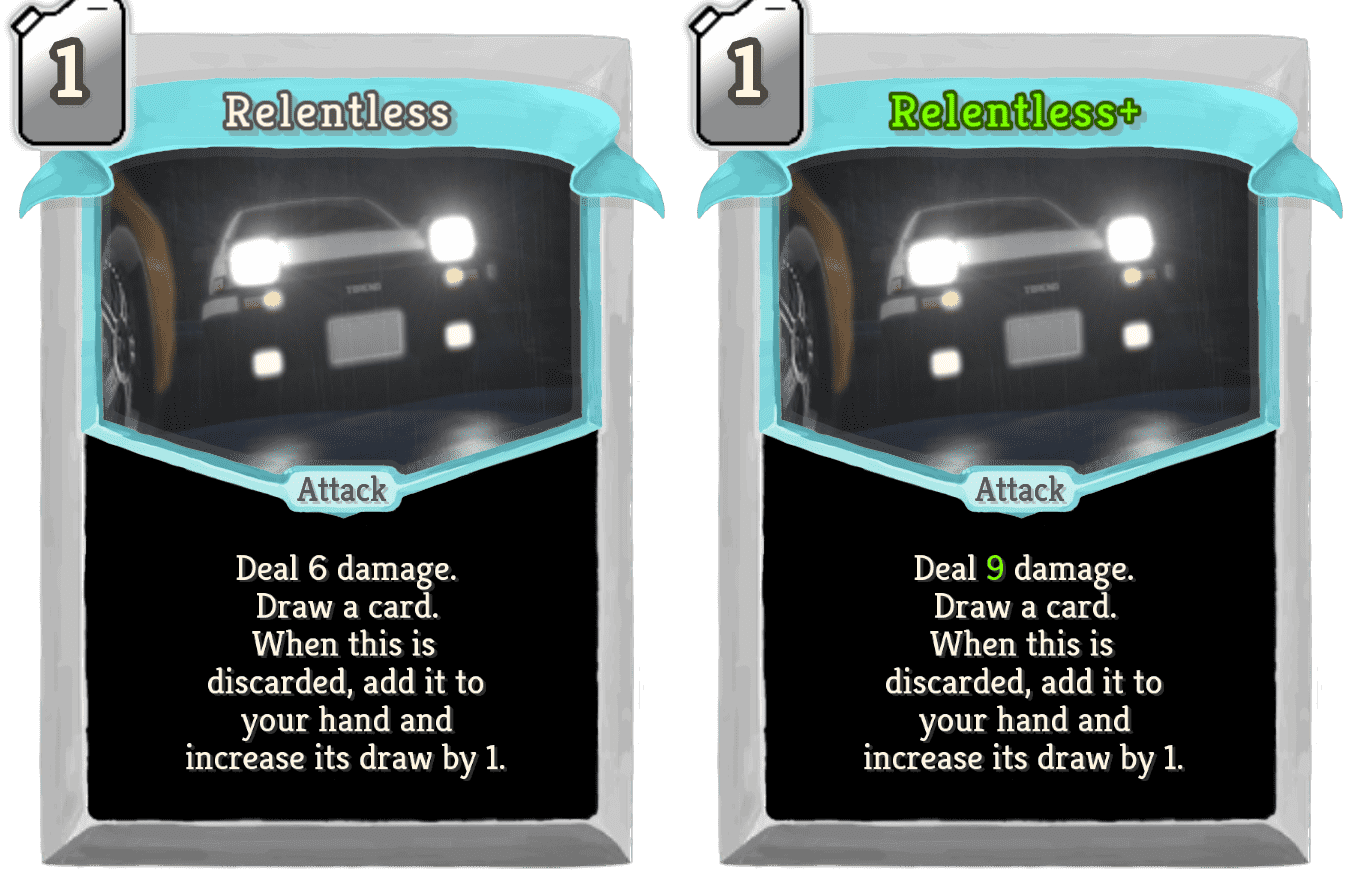 1
Relentless
TRUENO
Attack
Deal 6 damage.
Draw a card.
When this is
discarded, add it to
your hand and
increase its draw by 1.
1
Relentless+
TRUENO
Attack
Deal 9 damage.
Draw a card.
When this is
discarded, add it to
your hand and
increase its draw by 1.